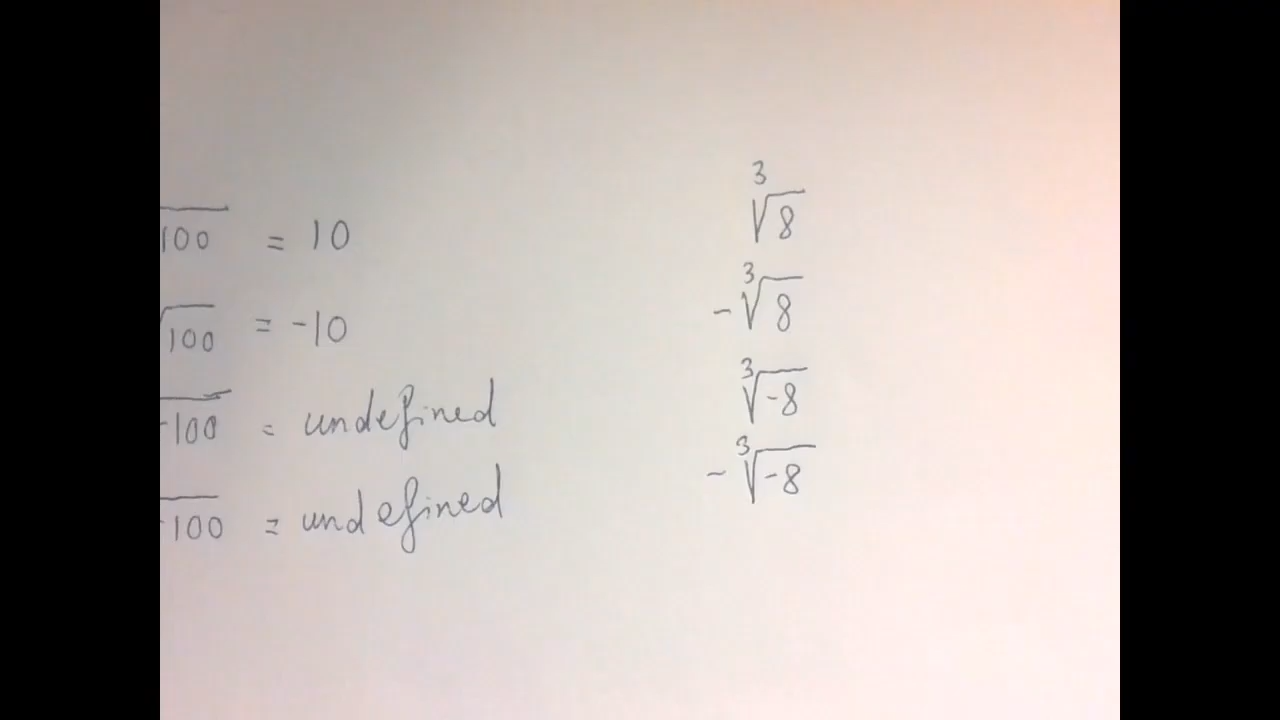 √100 = 10
√100 = -10
√-100 = undefined
√-100 = undefined
∛8
-∛8
∛-8
-∛-8